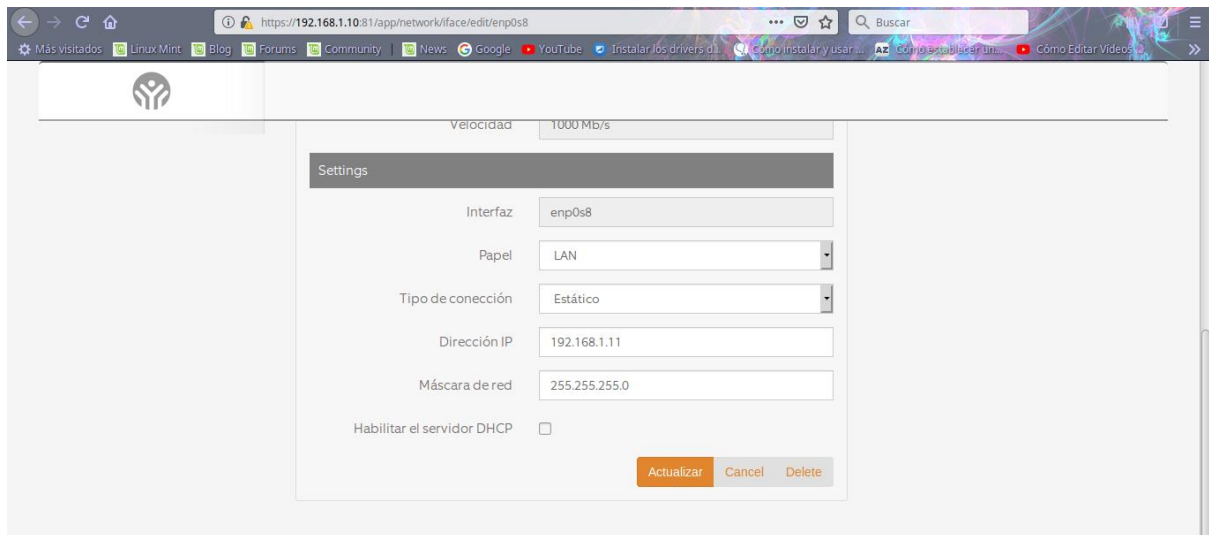 https://192.168.1.10:81/app/network/iface/edit/enp0s8
Buscar
Más visitados Linux Mint Blog Forums Community News Google YouTube Instalar los drivers d... Cómo instalar y usar ... Cómo establecer un... Cómo Editar Vídeos
Velocidad 1000 Mb/s
Settings
Interfaz enp0s8
Papel LAN
Tipo de conección Estático
Dirección IP 192.168.1.11
Máscara de red 255.255.255.0
Habilitar el servidor DHCP
Actualizar Cancel Delete